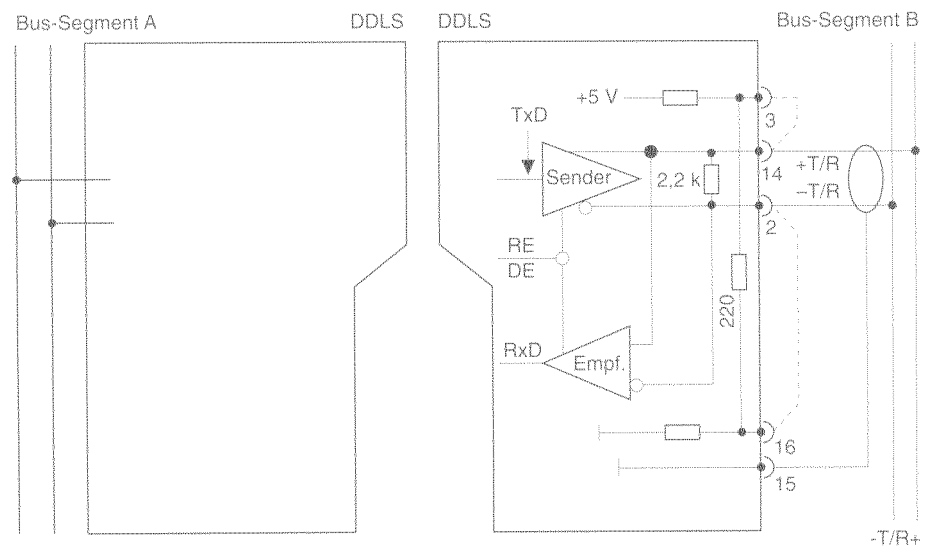 Bus-Segment A
DDLS
DDLS
Bus-Segment B
+5 V
3
TxD
+T/R
14
Sender
2,2 k
–T/R
2
RE
DE
220
RxD
Empf.
16
15
-T/R+